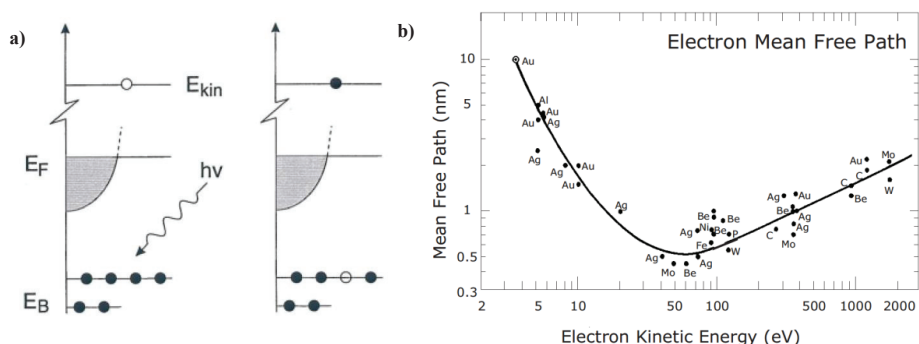 a)
E_kin
E_F
hν
E_B
b)
Electron Mean Free Path
Mean Free Path (nm)
10
5
1
0.5
0.3
Au
Al
Au
Au
Ag
Ag
Ag
Au
Au
Ag
Ag
Mo
Be
Ag
Ag
Be
Be
Ni
Be
P
Fe
W
Ag
Au
Be
Ag
C
Ag
Mo
Au
Mo
C
C
Be
W
2
5
10
50
100
500
1000
2000
Electron Kinetic Energy (eV)